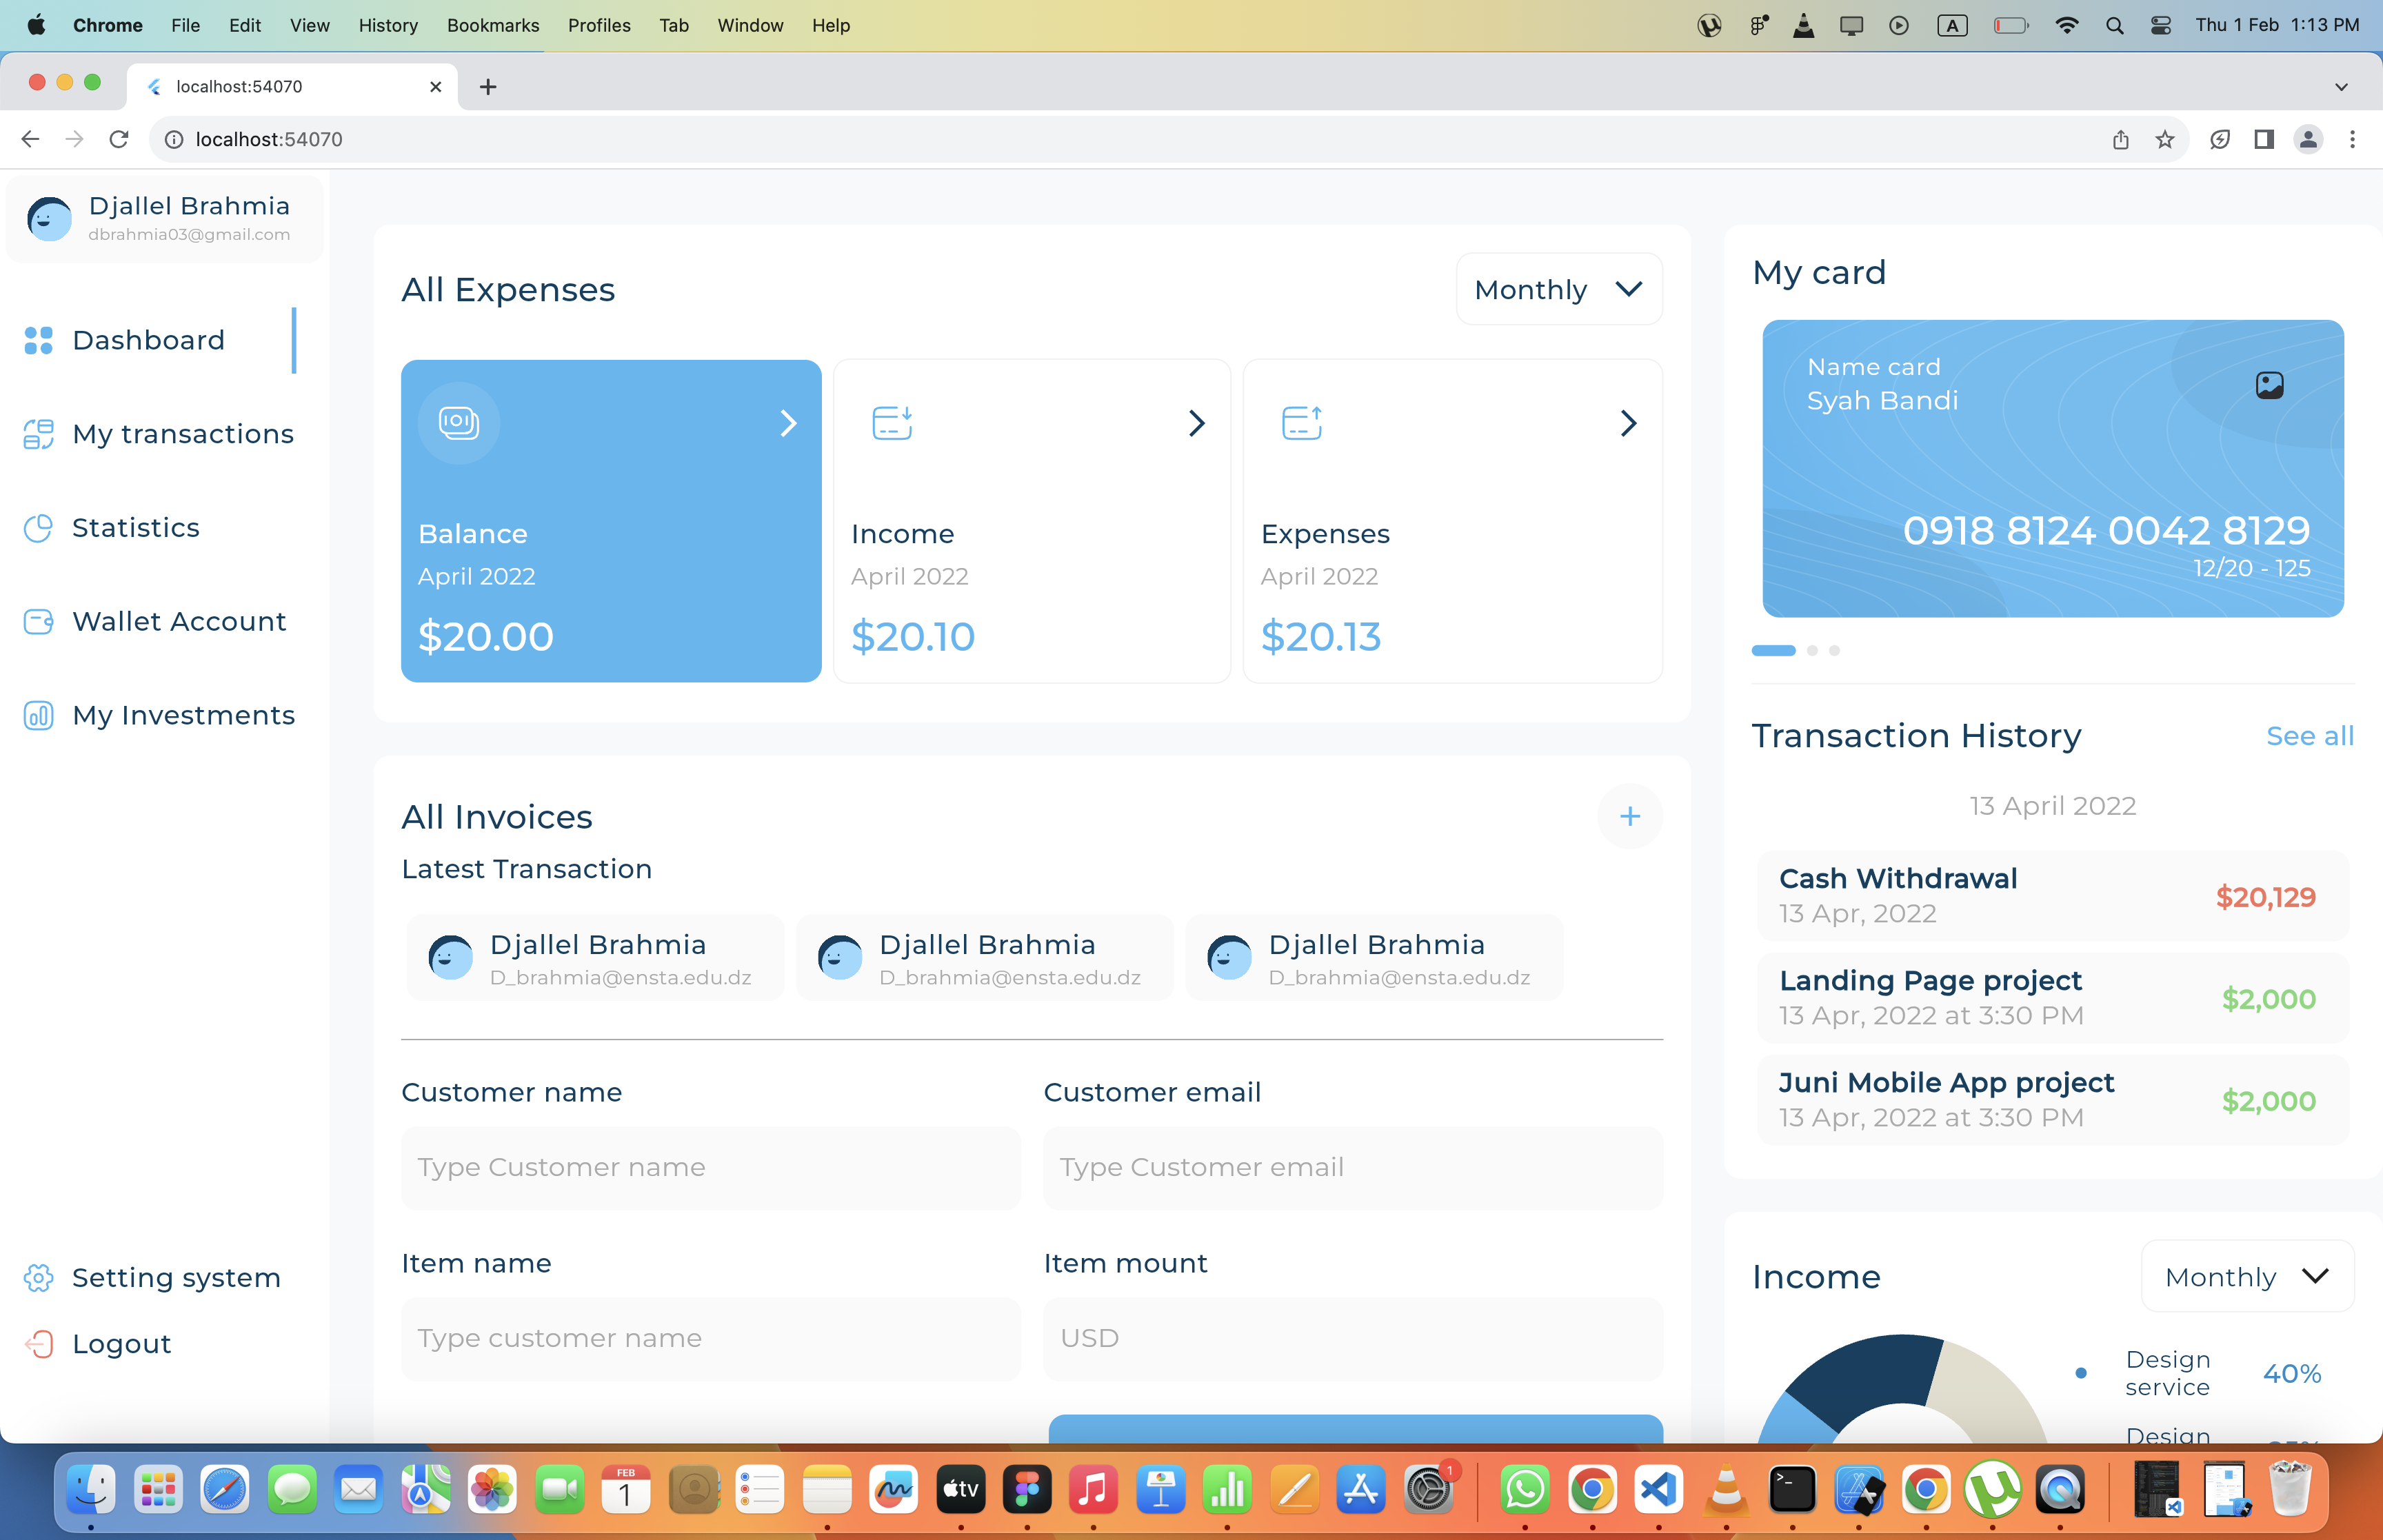 Chrome File Edit View History Bookmarks Profiles Tab Window Help
A
Thu 1 Feb 1:13 PM
localhost:54070
localhost:54070
Djallel Brahmia
dbrahmia03@gmail.com
Dashboard
My transactions
Statistics
Wallet Account
My Investments
Setting system
Logout
All Expenses
Monthly
Balance
April 2022
$20.00
Income
April 2022
$20.10
Expenses
April 2022
$20.13
All Invoices
Latest Transaction
Djallel Brahmia
D_brahmia@ensta.edu.dz
Djallel Brahmia
D_brahmia@ensta.edu.dz
Djallel Brahmia
D_brahmia@ensta.edu.dz
Customer name
Type Customer name
Customer email
Type Customer email
Item name
Type customer name
Item mount
USD
My card
Name card
Syah Bandi
0918 8124 0042 8129
12/20 - 125
Transaction History
See all
13 April 2022
Cash Withdrawal
13 Apr, 2022
$20,129
Landing Page project
13 Apr, 2022 at 3:30 PM
$2,000
Juni Mobile App project
13 Apr, 2022 at 3:30 PM
$2,000
Income
Monthly
Design
service
40%
Design
FEB
1
tv
1